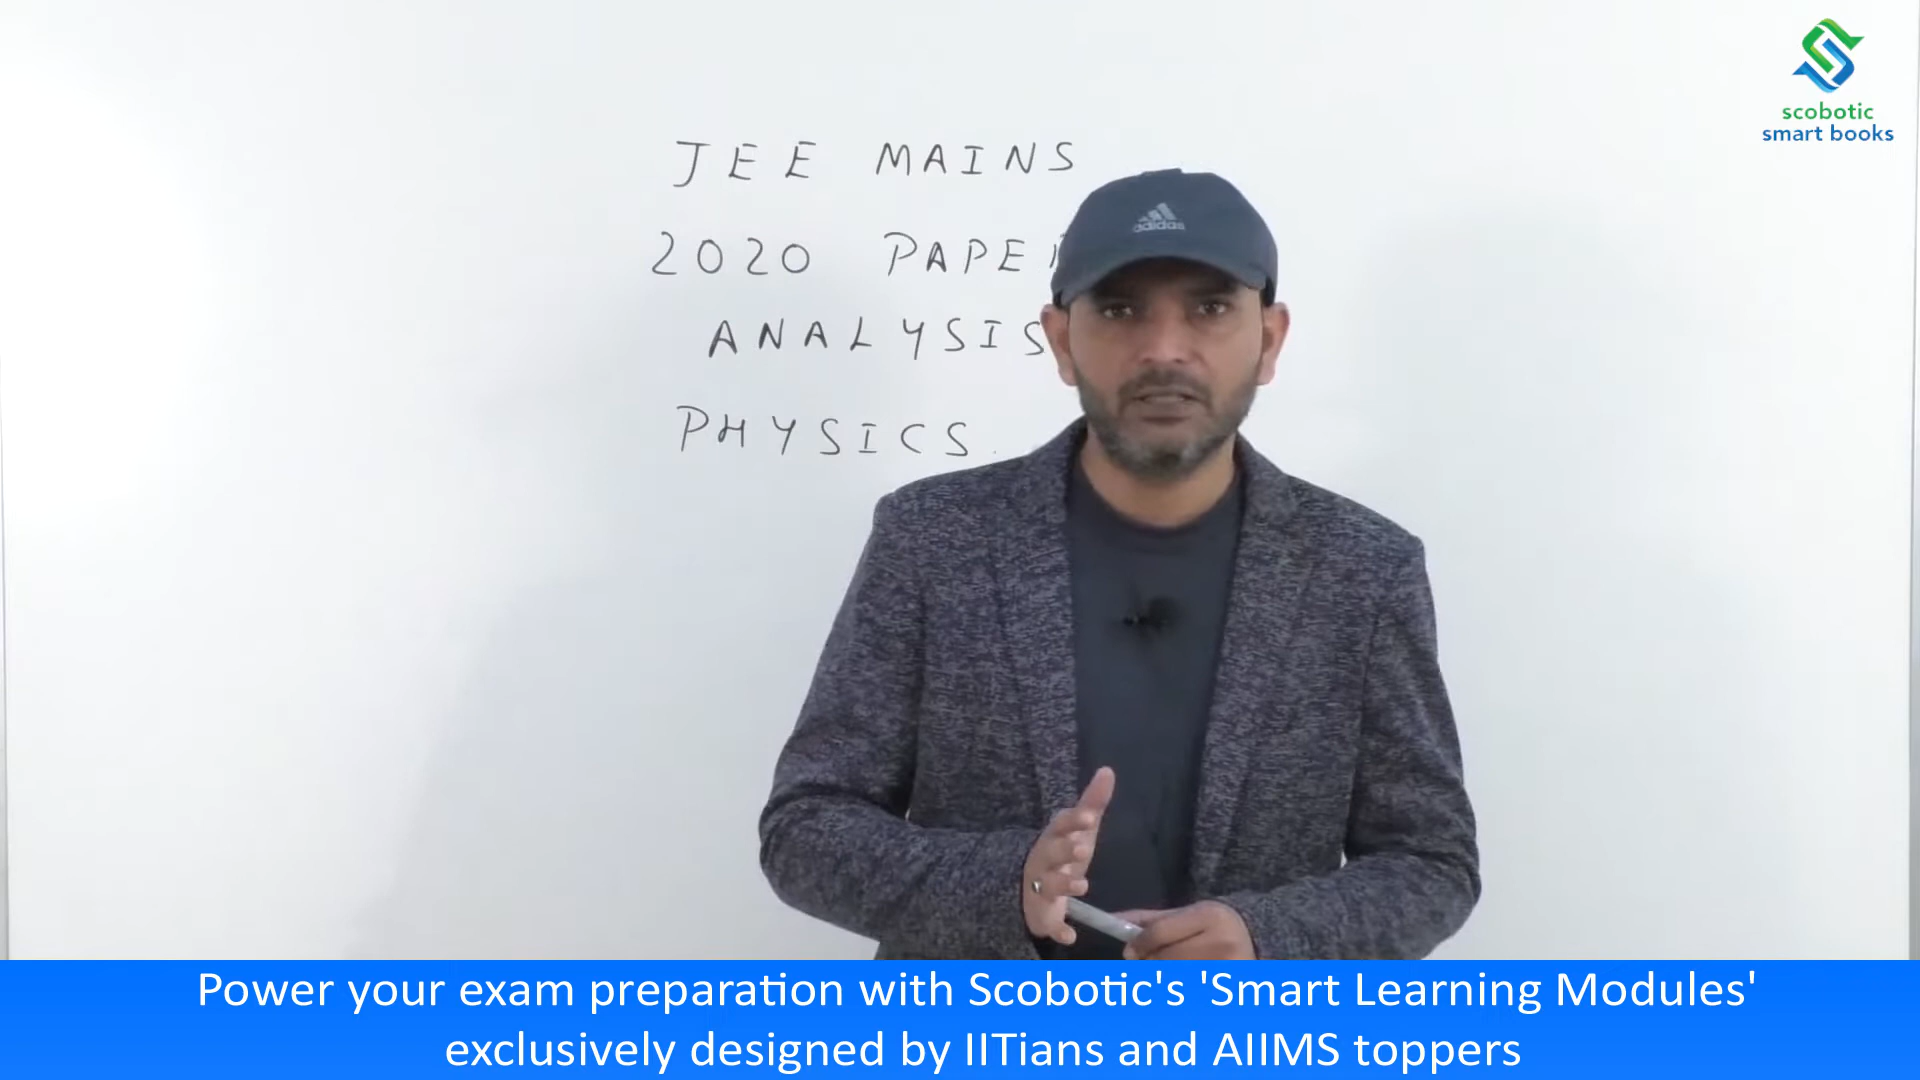 scobotic
smart books
JEE MAINS
2020 PAPER
ANALYSIS
PHYSICS.
adidas
Power your exam preparation with Scobotic's 'Smart Learning Modules'
exclusively designed by IITians and AIIMS toppers